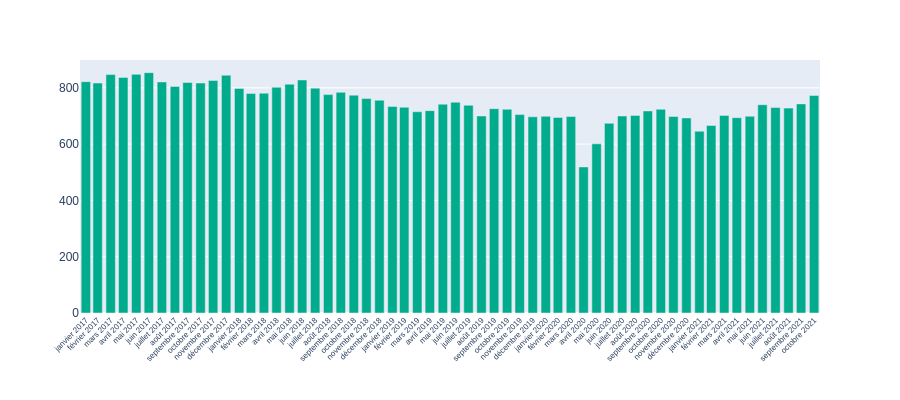 800
600
400
200
0
janvier 2017
février 2017
mars 2017
avril 2017
mai 2017
juin 2017
juillet 2017
août 2017
septembre 2017
octobre 2017
novembre 2017
décembre 2017
janvier 2018
février 2018
mars 2018
avril 2018
mai 2018
juin 2018
juillet 2018
août 2018
septembre 2018
octobre 2018
novembre 2018
décembre 2018
janvier 2019
février 2019
mars 2019
avril 2019
mai 2019
juin 2019
juillet 2019
août 2019
septembre 2019
octobre 2019
novembre 2019
décembre 2019
janvier 2020
février 2020
mars 2020
avril 2020
mai 2020
juin 2020
juillet 2020
août 2020
septembre 2020
octobre 2020
novembre 2020
décembre 2020
janvier 2021
février 2021
mars 2021
avril 2021
mai 2021
juin 2021
juillet 2021
août 2021
septembre 2021
octobre 2021